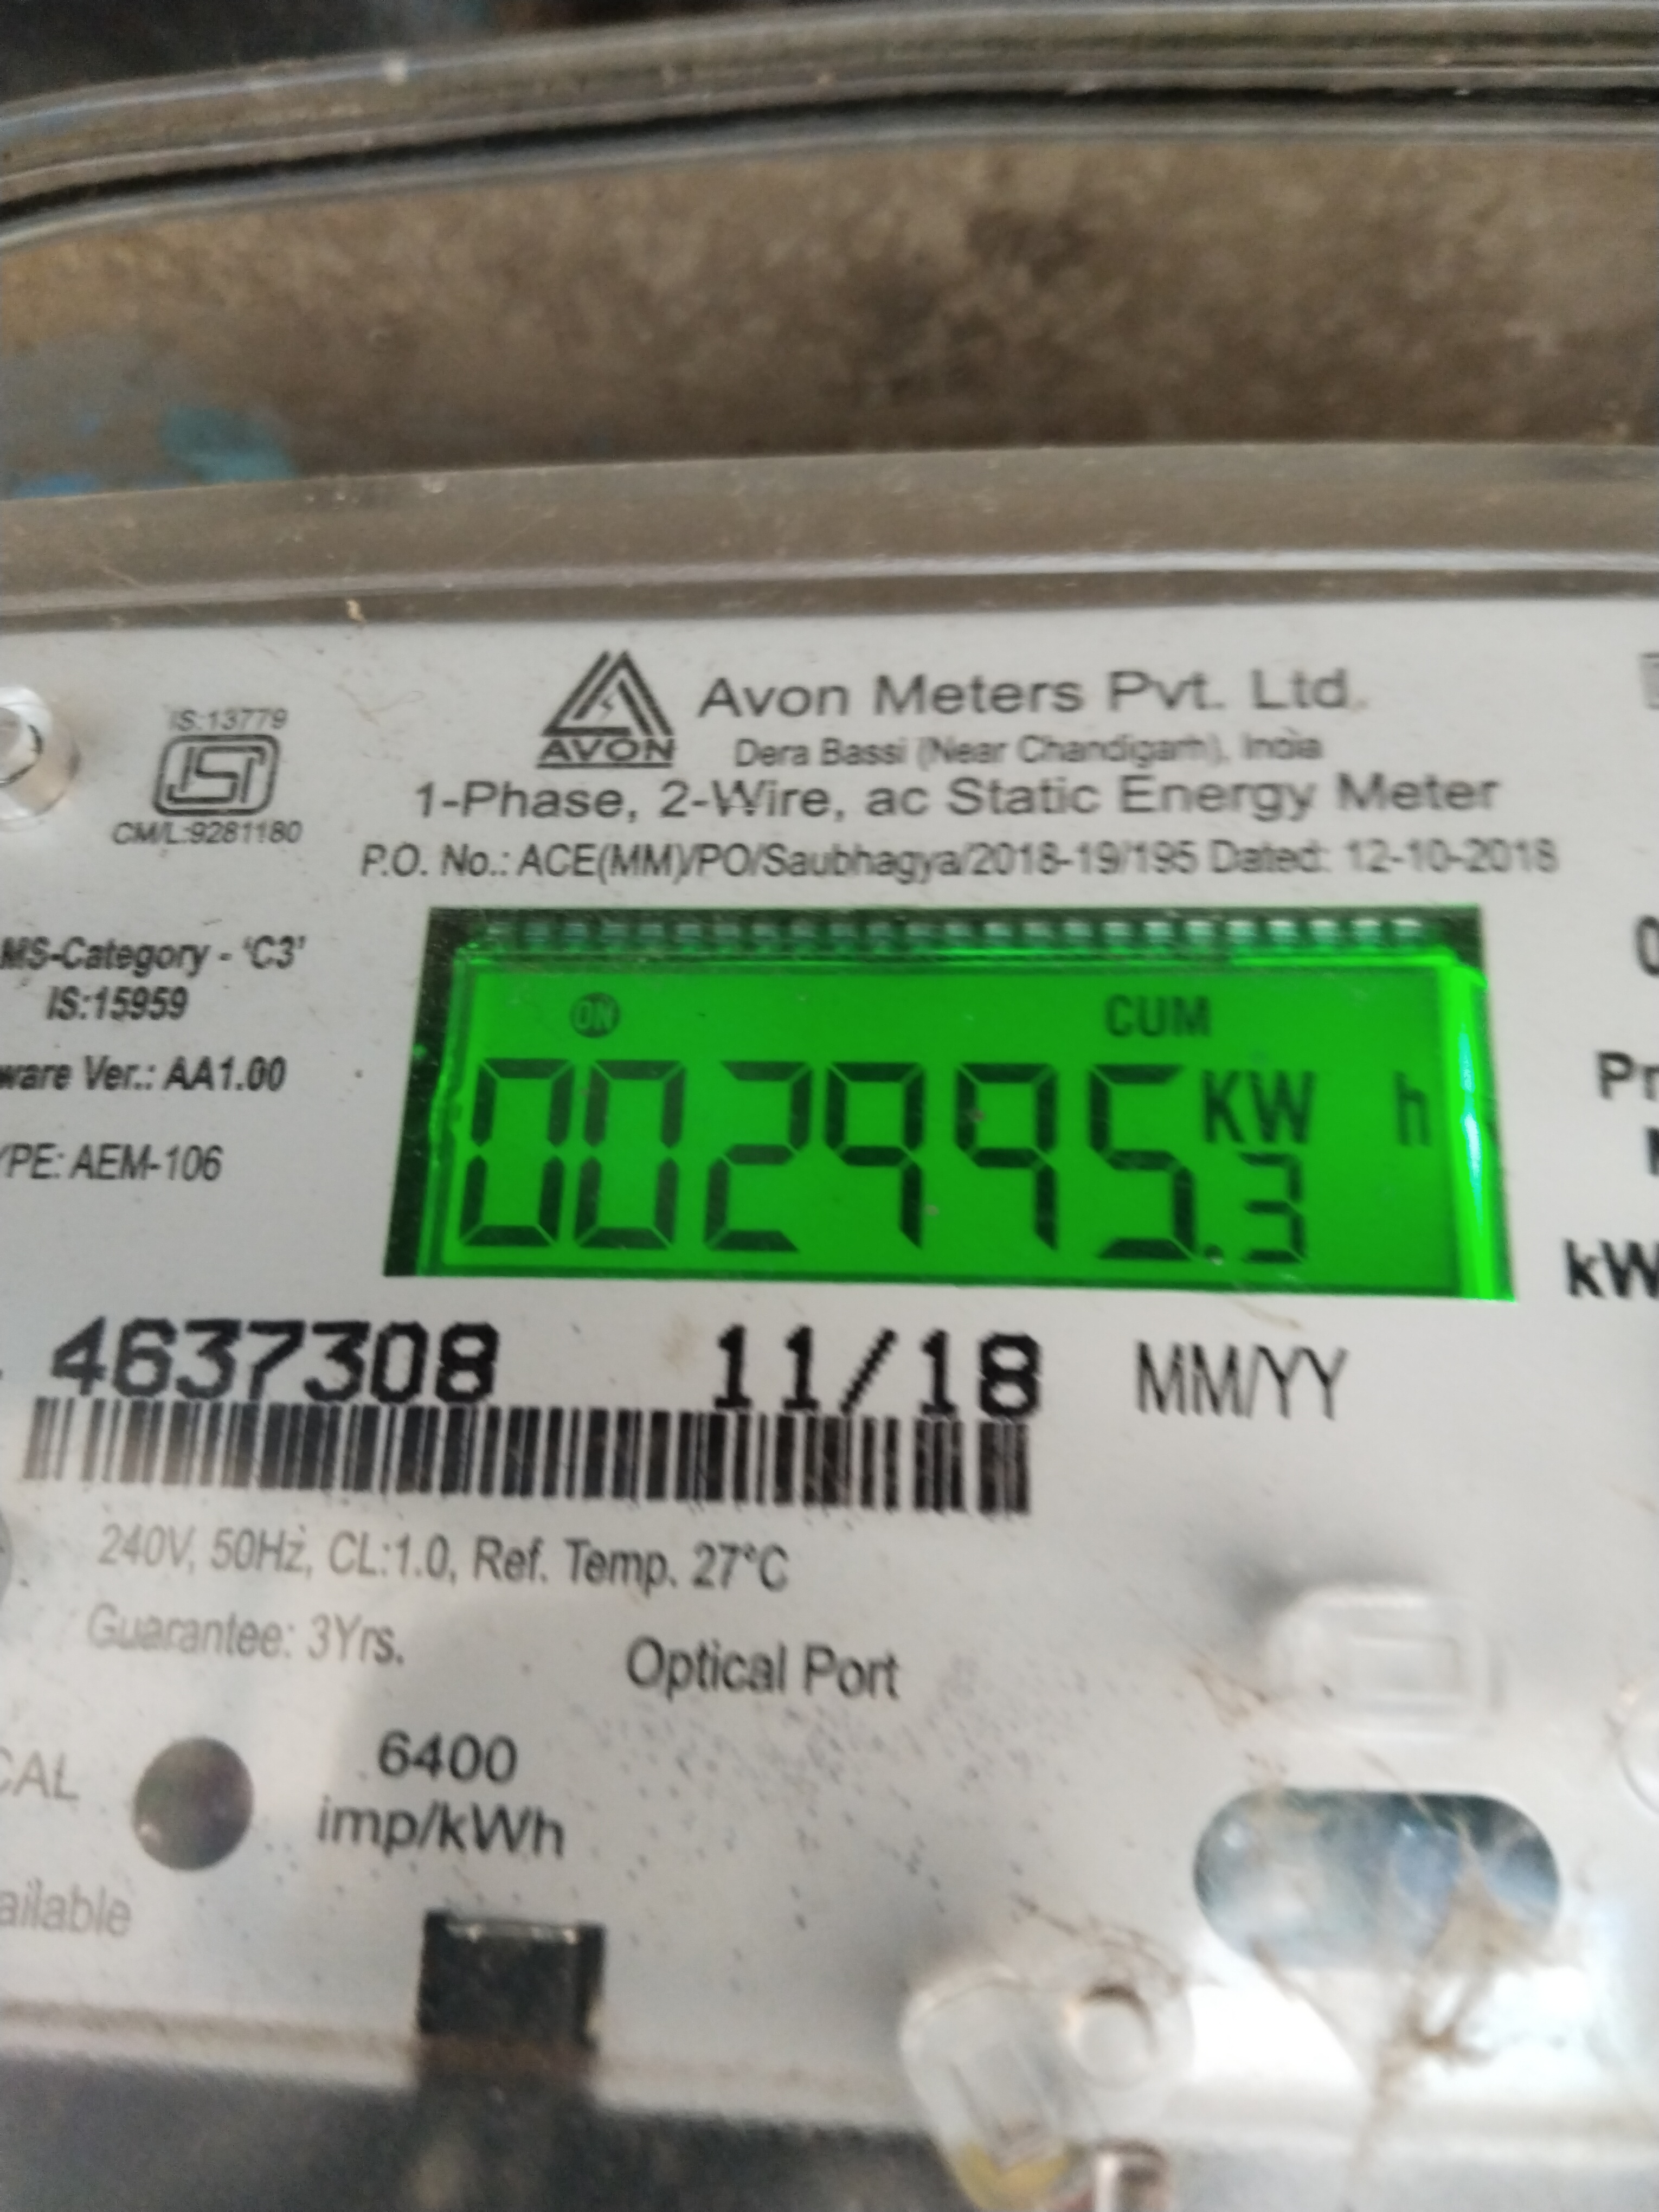 IS:13779
ISI
CM/L:9281180
AVON
Avon Meters Pvt. Ltd.
Dera Bassi (Near Chandigarh), India
1-Phase, 2-Wire, ac Static Energy Meter
P.O. No.: ACE(MM)/PO/Saubhagya/2018-19/195 Dated: 12-10-2018
MS-Category - 'C3'
IS:15959
ware Ver.: AA1.00
YPE: AEM-106
ON CUM
002995.3 KW h
kW
4637308 11/18 MM/YY
240V, 50Hz, CL:1.0, Ref. Temp. 27°C
Guarantee: 3Yrs.
Optical Port
CAL
6400
imp/kWh
ailable